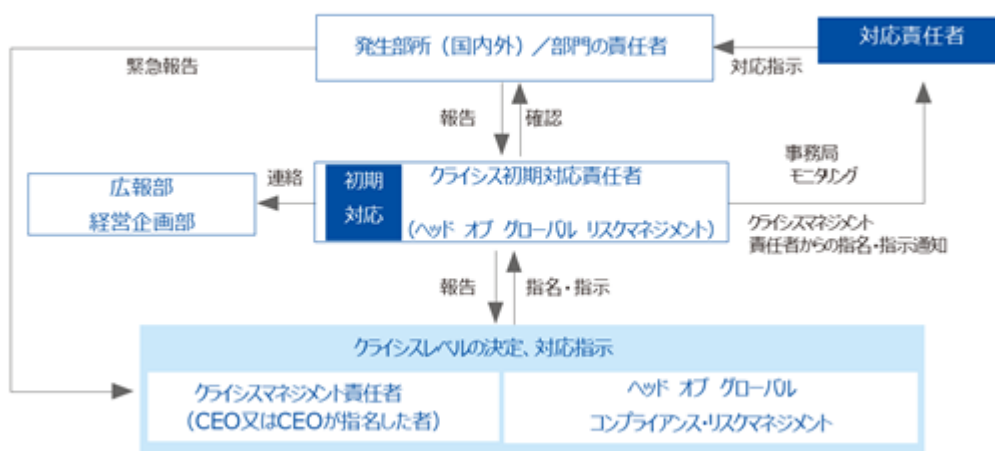 発生部所（国内外）／部門の責任者
対応責任者
緊急報告
対応指示
報告
確認
事務局
モニタリング
連絡
広報部
経営企画部
初期
対応
クライシス初期対応責任者
（ヘッド オブ グローバル リスクマネジメント）
クライシスマネジメント
責任者からの指名・指示通知
報告
指名・指示
クライシスレベルの決定、対応指示
クライシスマネジメント責任者
（CEO又はCEOが指名した者）
ヘッド オブ グローバル
コンプライアンス・リスクマネジメント